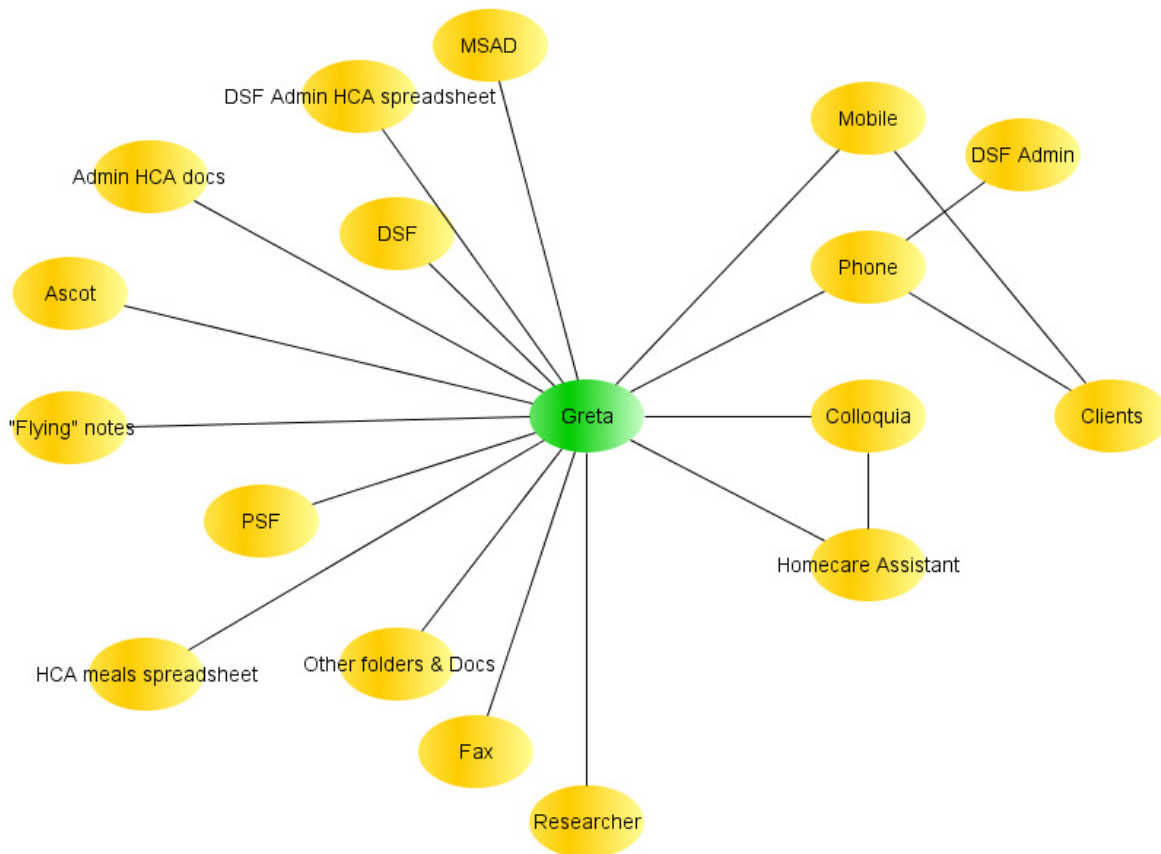 MSAD
DSF Admin HCA spreadsheet
Mobile
DSF Admin
Admin HCA docs
DSF
Phone
Ascot
Greta
Colloquia
Clients
"Flying" notes
PSF
Homecare Assistant
Other folders & Docs
HCA meals spreadsheet
Fax
Researcher